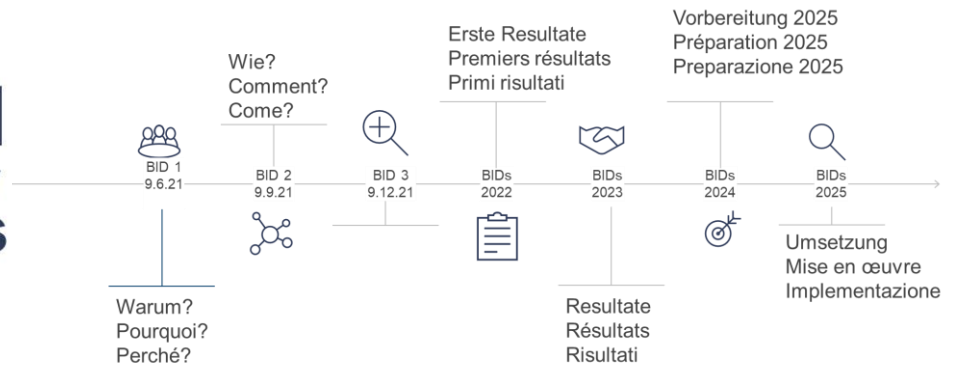 BID 1
9.6.21
Warum?
Pourquoi?
Perché?
Wie?
Comment?
Come?
BID 2
9.9.21
BID 3
9.12.21
Erste Resultate
Premiers résultats
Primi risultati
BIDs
2022
BIDs
2023
Resultate
Résultats
Risultati
Vorbereitung 2025
Préparation 2025
Preparazione 2025
BIDs
2024
BIDs
2025
Umsetzung
Mise en œuvre
Implementazione